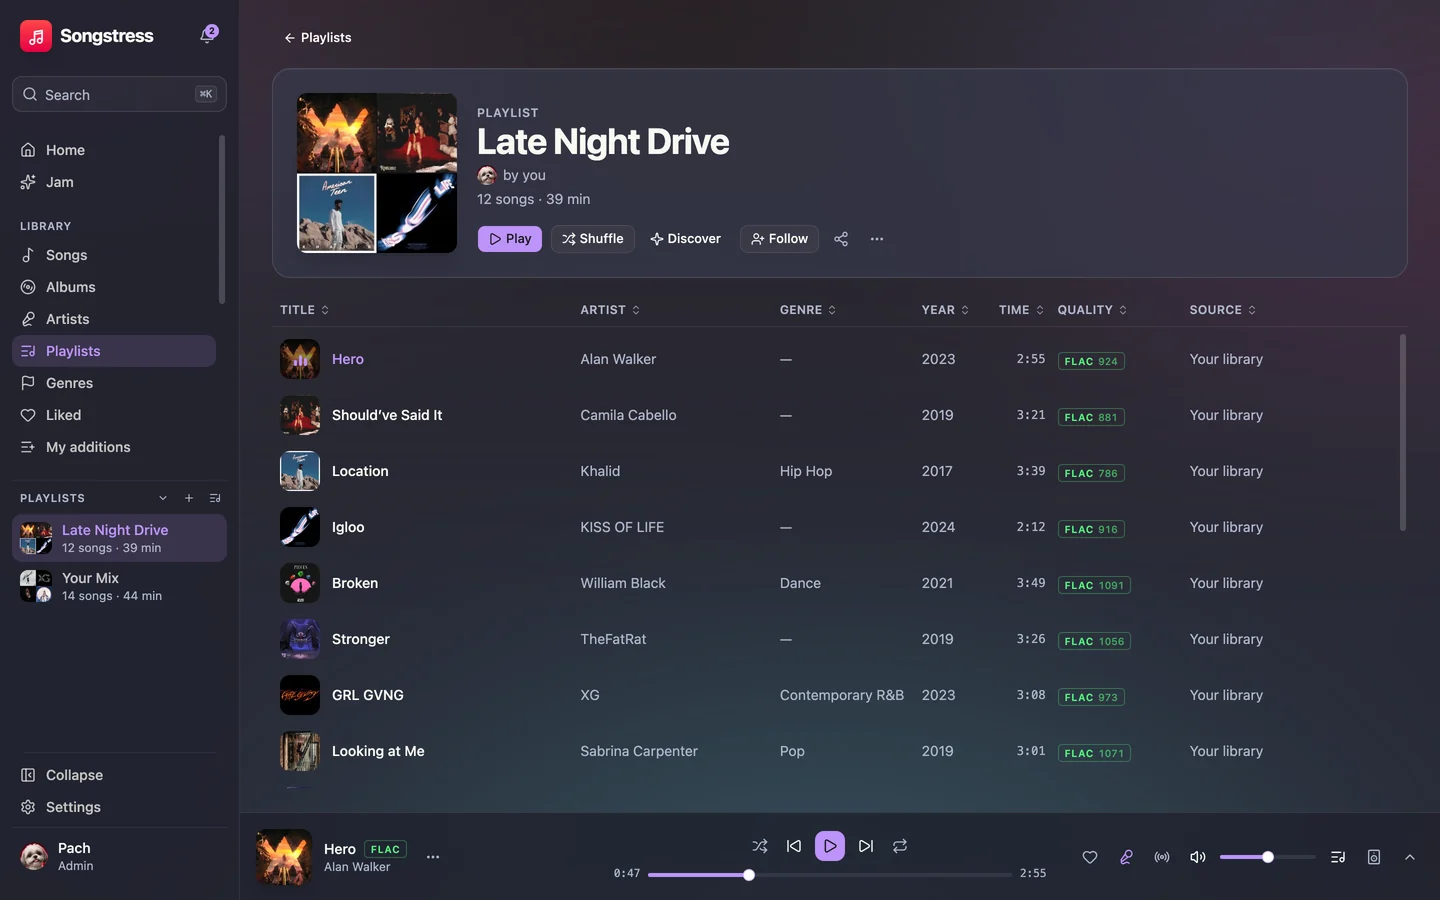 Songstress
2
Search
⌘K
Home
Jam
LIBRARY
Songs
Albums
Artists
Playlists
Genres
Liked
My additions
PLAYLISTS
Late Night Drive
12 songs · 39 min
Your Mix
14 songs · 44 min
Collapse
Settings
Pach
Admin
← Playlists
American
Teen
PLAYLIST
Late Night Drive
by you
12 songs · 39 min
Play
Shuffle
Discover
Follow
TITLE ARTIST GENRE YEAR TIME QUALITY SOURCE
Hero Alan Walker — 2023 2:55 FLAC 924 Your library
Should've Said It Camila Cabello — 2019 3:21 FLAC 881 Your library
Location Khalid Hip Hop 2017 3:39 FLAC 786 Your library
Igloo KISS OF LIFE — 2024 2:12 FLAC 916 Your library
Broken William Black Dance 2021 3:49 FLAC 1091 Your library
Stronger TheFatRat — 2019 3:26 FLAC 1056 Your library
GRL GVNG XG Contemporary R&B 2023 3:08 FLAC 973 Your library
Looking at Me Sabrina Carpenter Pop 2019 3:01 FLAC 1071 Your library
Hero FLAC
Alan Walker
0:47
2:55